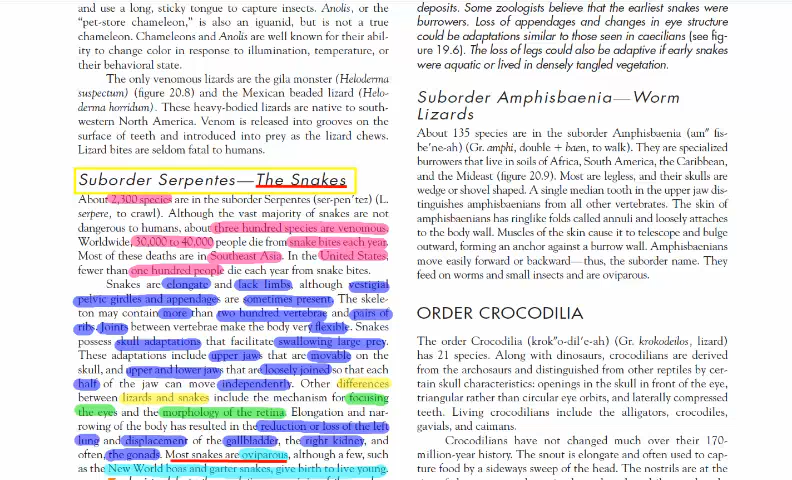 and use a long, sticky tongue to capture insects. Anolis, or the
"pet-store chameleon," is also an iguanid, but is not a true
chameleon. Chameleons and Anolis are well known for their abil-
ity to change color in response to illumination, temperature, or
their behavioral state.
The only venomous lizards are the gila monster (Heloderma
suspectum) (figure 20.8) and the Mexican beaded lizard (Helo-
derma horridum). These heavy-bodied lizards are native to south-
western North America. Venom is released into grooves on the
surface of teeth and introduced into prey as the lizard chews.
Lizard bites are seldom fatal to humans.
Suborder Serpentes—The Snakes
About 2,300 species are in the suborder Serpentes (ser-pen'tez) (L.
serpere, to crawl). Although the vast majority of snakes are not
dangerous to humans, about three hundred species are venomous.
Worldwide, 30,000 to 40,000 people die from snake bites each year.
Most of these deaths are in Southeast Asia. In the United States,
fewer than one hundred people die each year from snake bites.
Snakes are elongate and lack limbs, although vestigial
pelvic girdles and appendages are sometimes present. The skele-
ton may contain more than two hundred vertebrae and pairs of
ribs. Joints between vertebrae make the body very flexible. Snakes
possess skull adaptations that facilitate swallowing large prey.
These adaptations include upper jaws that are movable on the
skull, and upper and lower jaws that are loosely joined so that each
half of the jaw can move independently. Other differences
between lizards and snakes include the mechanism for focusing
the eyes and the morphology of the retina. Elongation and nar-
rowing of the body has resulted in the reduction or loss of the left
lung and displacement of the gallbladder, the right kidney, and
often, the gonads. Most snakes are oviparous, although a few, such
as the New World boas and garter snakes, give birth to live young.
deposits. Some zoologists believe that the earliest snakes were
burrowers. Loss of appendages and changes in eye structure
could be adaptations similar to those seen in caecilians (see fig-
ure 19.6). The loss of legs could also be adaptive if early snakes
were aquatic or lived in densely tangled vegetation.
Suborder Amphisbaenia—Worm
Lizards
About 135 species are in the suborder Amphisbaenia (am" fis-
be'ne-ah) (Gr. amphi, double + baen, to walk). They are specialized
burrowers that live in soils of Africa, South America, the Caribbean,
and the Mideast (figure 20.9). Most are legless, and their skulls are
wedge or shovel shaped. A single median tooth in the upper jaw dis-
tinguishes amphisbaenians from all other vertebrates. The skin of
amphisbaenians has ringlike folds called annuli and loosely attaches
to the body wall. Muscles of the skin cause it to telescope and bulge
outward, forming an anchor against a burrow wall. Amphisbaenians
move easily forward or backward—thus, the suborder name. They
feed on worms and small insects and are oviparous.
ORDER CROCODILIA
The order Crocodilia (krok"o-dil'e-ah) (Gr. krokodeilos, lizard)
has 21 species. Along with dinosaurs, crocodilians are derived
from the archosaurs and distinguished from other reptiles by cer-
tain skull characteristics: openings in the skull in front of the eye,
triangular rather than circular eye orbits, and laterally compressed
teeth. Living crocodilians include the alligators, crocodiles,
gavials, and caimans.
Crocodilians have not changed much over their 170-
million-year history. The snout is elongate and often used to cap-
ture food by a sideways sweep of the head. The nostrils are at the